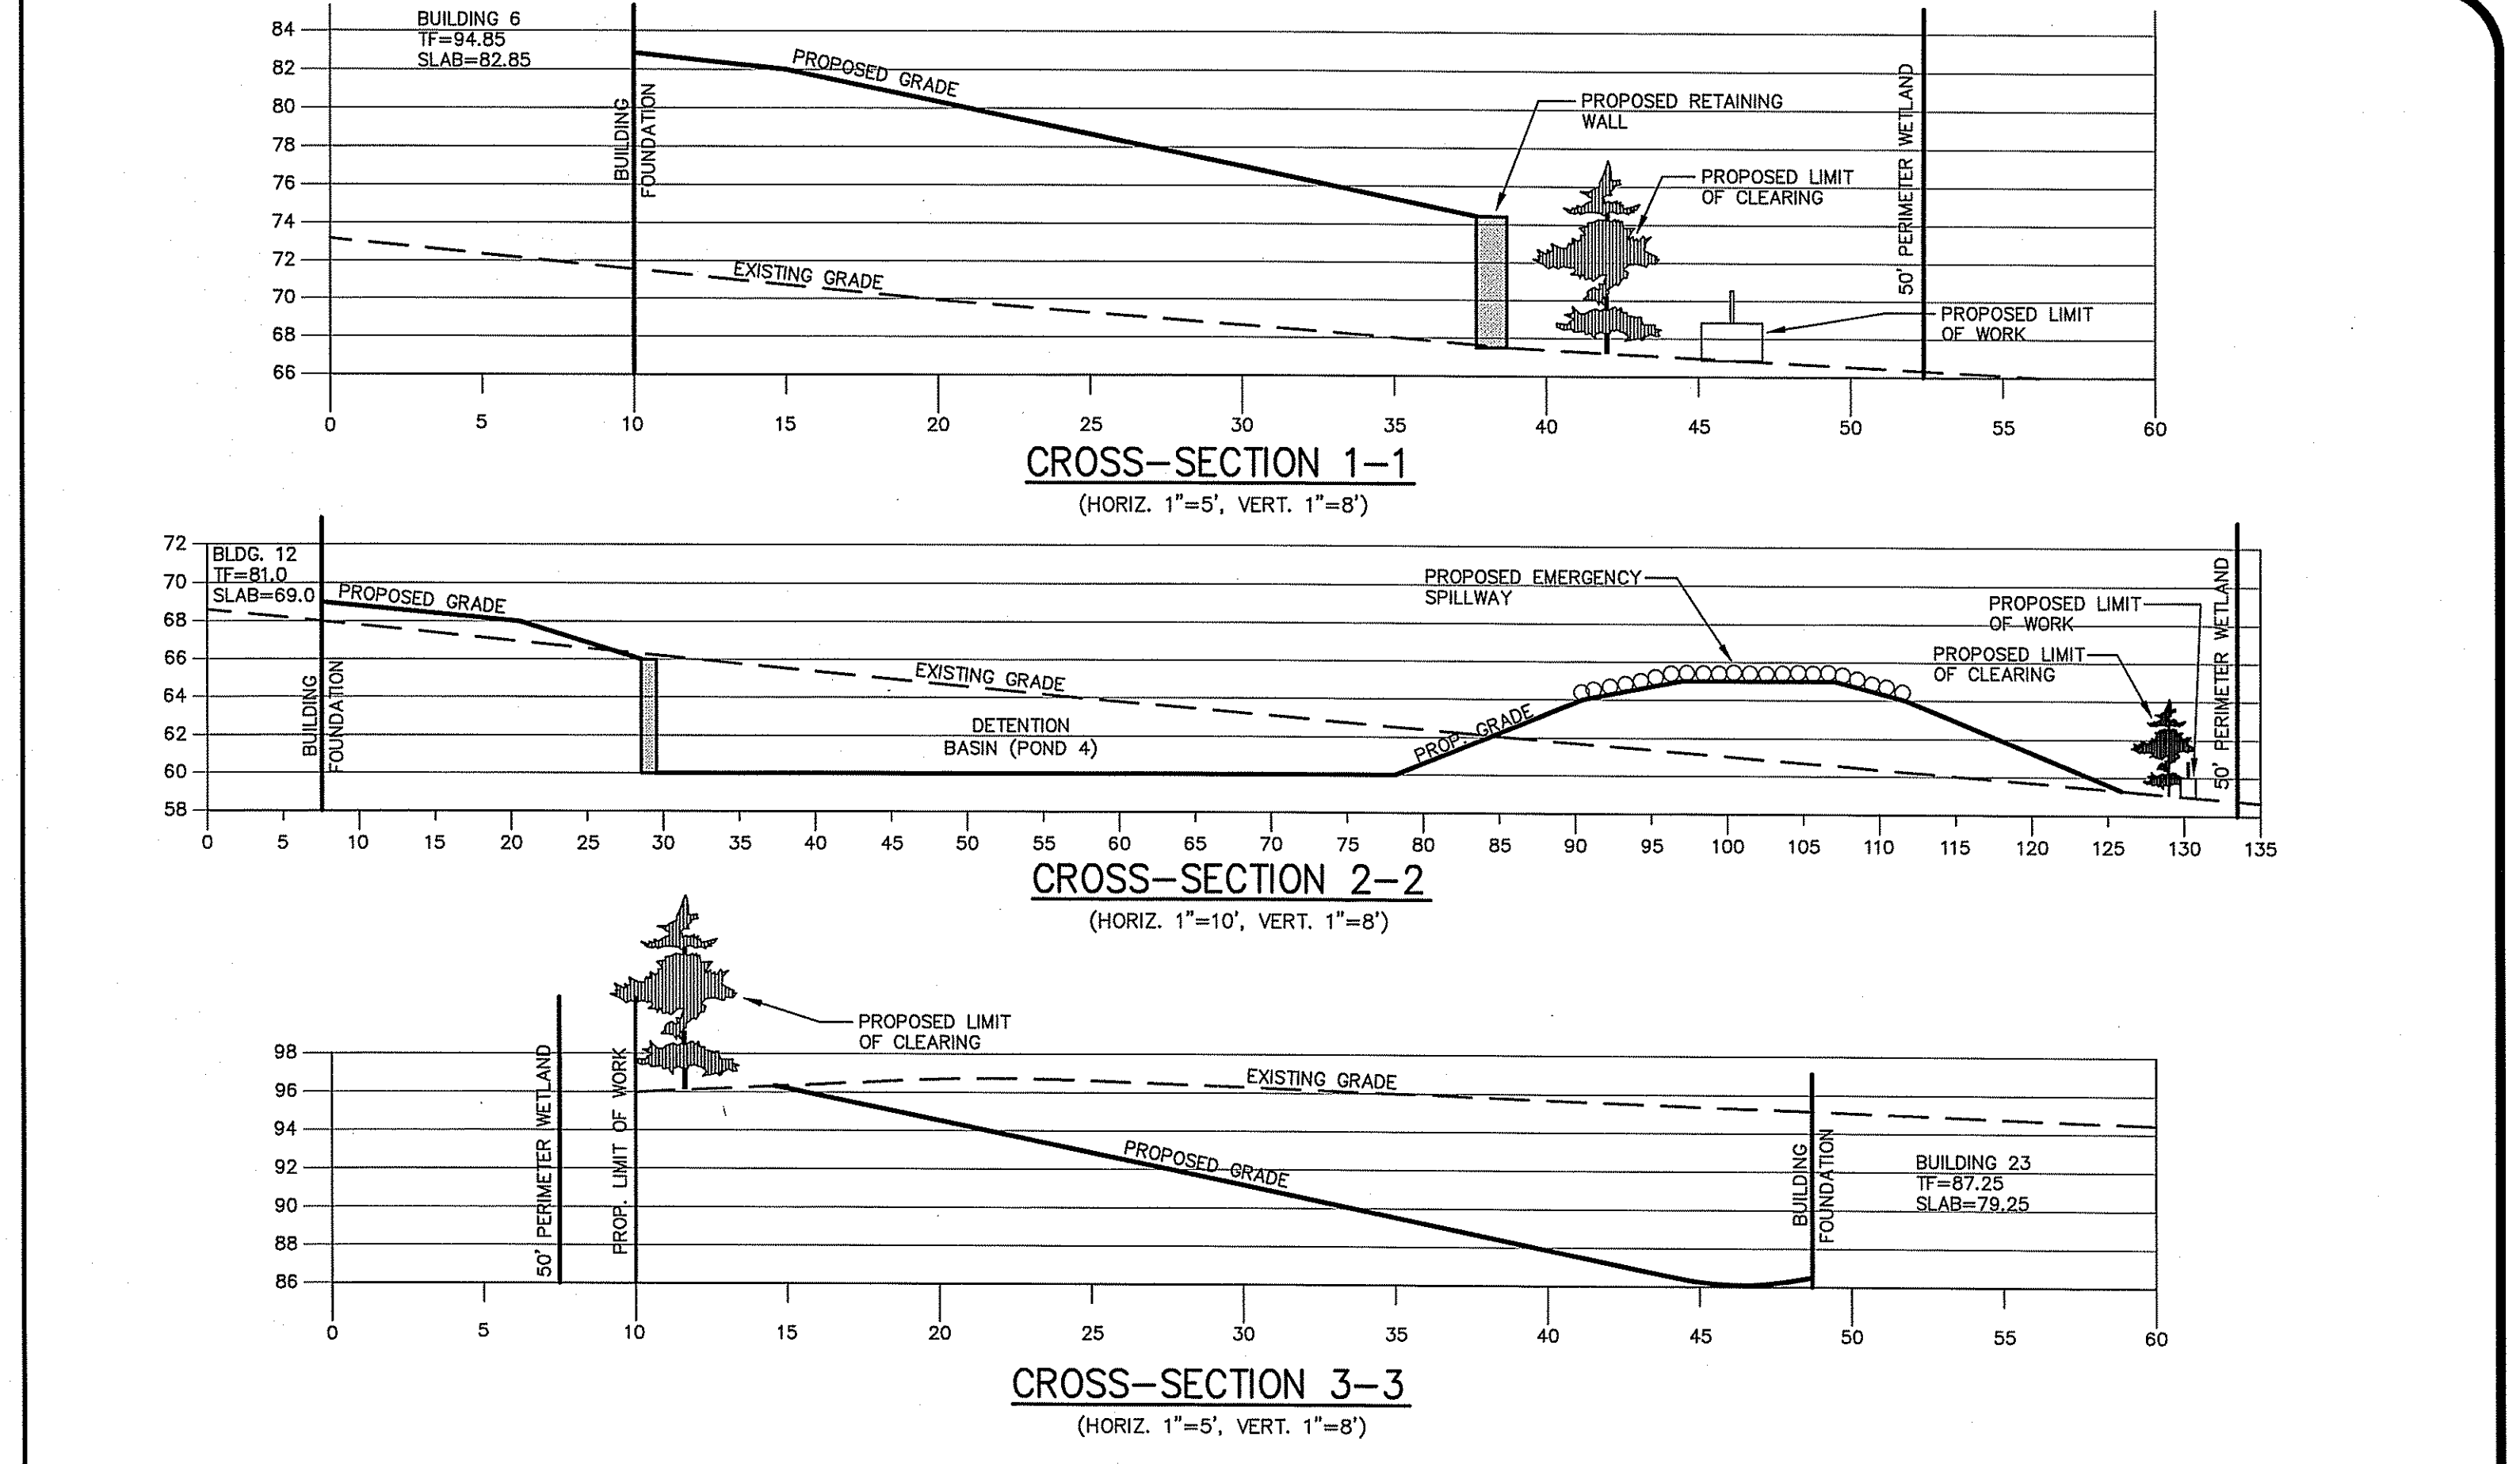 84
82
80
78
76
74
72
70
68
66
BUILDING 6
TF=94.85
SLAB=82.85
BUILDING
FOUNDATION
PROPOSED GRADE
EXISTING GRADE
PROPOSED RETAINING
WALL
PROPOSED LIMIT
OF CLEARING
50' PERIMETER WETLAND
PROPOSED LIMIT
OF WORK
0 5 10 15 20 25 30 35 40 45 50 55 60
CROSS-SECTION 1-1
(HORIZ. 1"=5', VERT. 1"=8')
72
70
68
66
64
62
60
58
BLDG. 12
TF=81.0
SLAB=69.0
BUILDING
FOUNDATION
PROPOSED GRADE
EXISTING GRADE
DETENTION
BASIN (POND 4)
PROP. GRADE
PROPOSED EMERGENCY
SPILLWAY
PROPOSED LIMIT
OF WORK
PROPOSED LIMIT
OF CLEARING
50' PERIMETER WETLAND
0 5 10 15 20 25 30 35 40 45 50 55 60 65 70 75 80 85 90 95 100 105 110 115 120 125 130 135
CROSS-SECTION 2-2
(HORIZ. 1"=10', VERT. 1"=8')
98
96
94
92
90
88
86
50' PERIMETER WETLAND
PROP. LIMIT OF WORK
PROPOSED LIMIT
OF CLEARING
EXISTING GRADE
PROPOSED GRADE
BUILDING
FOUNDATION
BUILDING 23
TF=87.25
SLAB=79.25
0 5 10 15 20 25 30 35 40 45 50 55 60
CROSS-SECTION 3-3
(HORIZ. 1"=5', VERT. 1"=8')